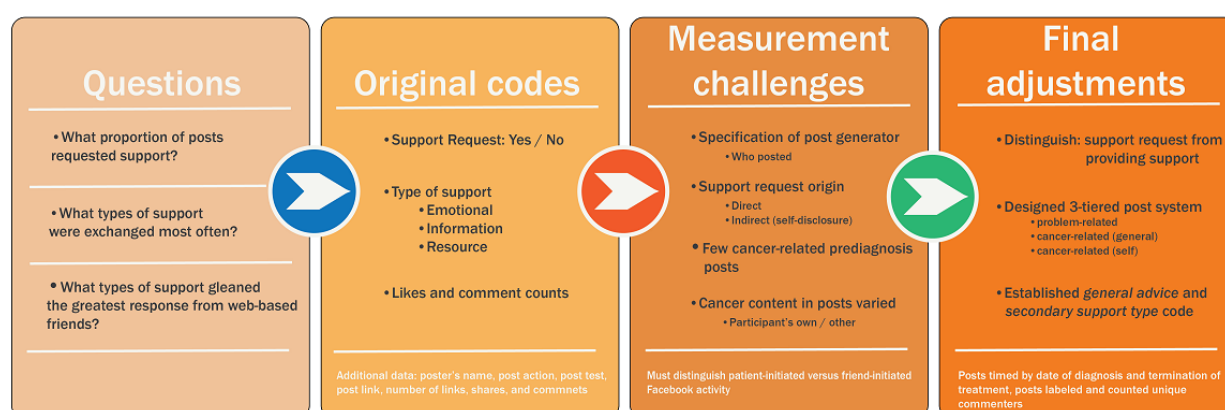 Questions
• What proportion of posts
requested support?
• What types of support
were exchanged most often?
• What types of support gleaned
the greatest response from web-based
friends?
Original codes
• Support Request: Yes / No
• Type of support
• Emotional
• Information
• Resource
• Likes and comment counts
Additional data: poster's name, post action, post test,
post link, number of links, shares, and commnets
Measurement
challenges
• Specification of post generator
• Who posted
• Support request origin
• Direct
• Indirect (self-disclosure)
• Few cancer-related prediagnosis
posts
• Cancer content in posts varied
• Participant's own / other
Must distinguish patient-initiated versus friend-initiated
Facebook activity
Final
adjustments
• Distinguish: support request from
providing support
• Designed 3-tiered post system
• problem-related
• cancer-related (general)
• cancer-related (self)
• Established general advice and
secondary support type code
Posts timed by date of diagnosis and termination of
treatment, posts labeled and counted unique
commenters